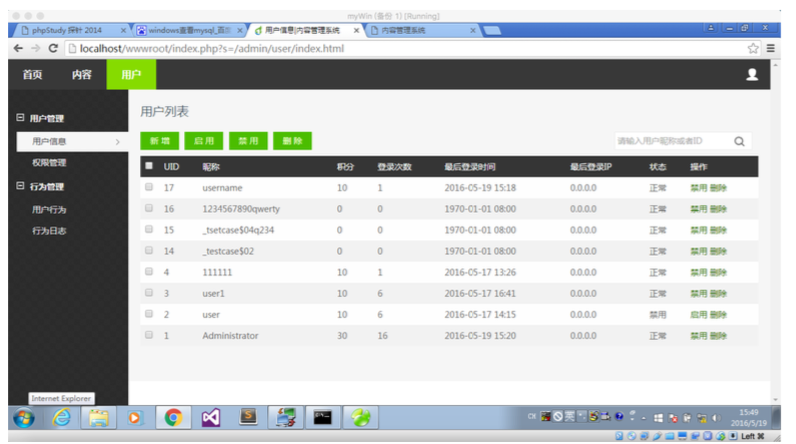 myWin [备份 1] [Running]
phpStudy 探针 2014
windows查看mysql_百度
用户信息|内容管理系统
内容管理系统
localhost/wwwroot/index.php?s=/admin/user/index.html
首页 内容 用户
用户管理
用户信息
权限管理
行为管理
用户行为
行为日志
用户列表
新增 启用 禁用 删除
请输入用户昵称或者ID
UID 昵称 积分 登录次数 最后登录时间 最后登录IP 状态 操作
17 username 10 1 2016-05-19 15:18 0.0.0.0 正常 禁用 删除
16 1234567890qwerty 0 0 1970-01-01 08:00 0.0.0.0 正常 禁用 删除
15 _tsetcase$04q234 0 0 1970-01-01 08:00 0.0.0.0 正常 禁用 删除
14 _testcase$02 0 0 1970-01-01 08:00 0.0.0.0 正常 禁用 删除
4 111111 10 1 2016-05-17 13:26 0.0.0.0 正常 禁用 删除
3 user1 10 6 2016-05-17 16:41 0.0.0.0 正常 禁用 删除
2 user 10 6 2016-05-17 14:15 0.0.0.0 禁用 启用 删除
1 Administrator 30 16 2016-05-19 15:20 0.0.0.0 正常 禁用 删除
Internet Explorer
CH
15:49
2016/5/19
Left ⌘